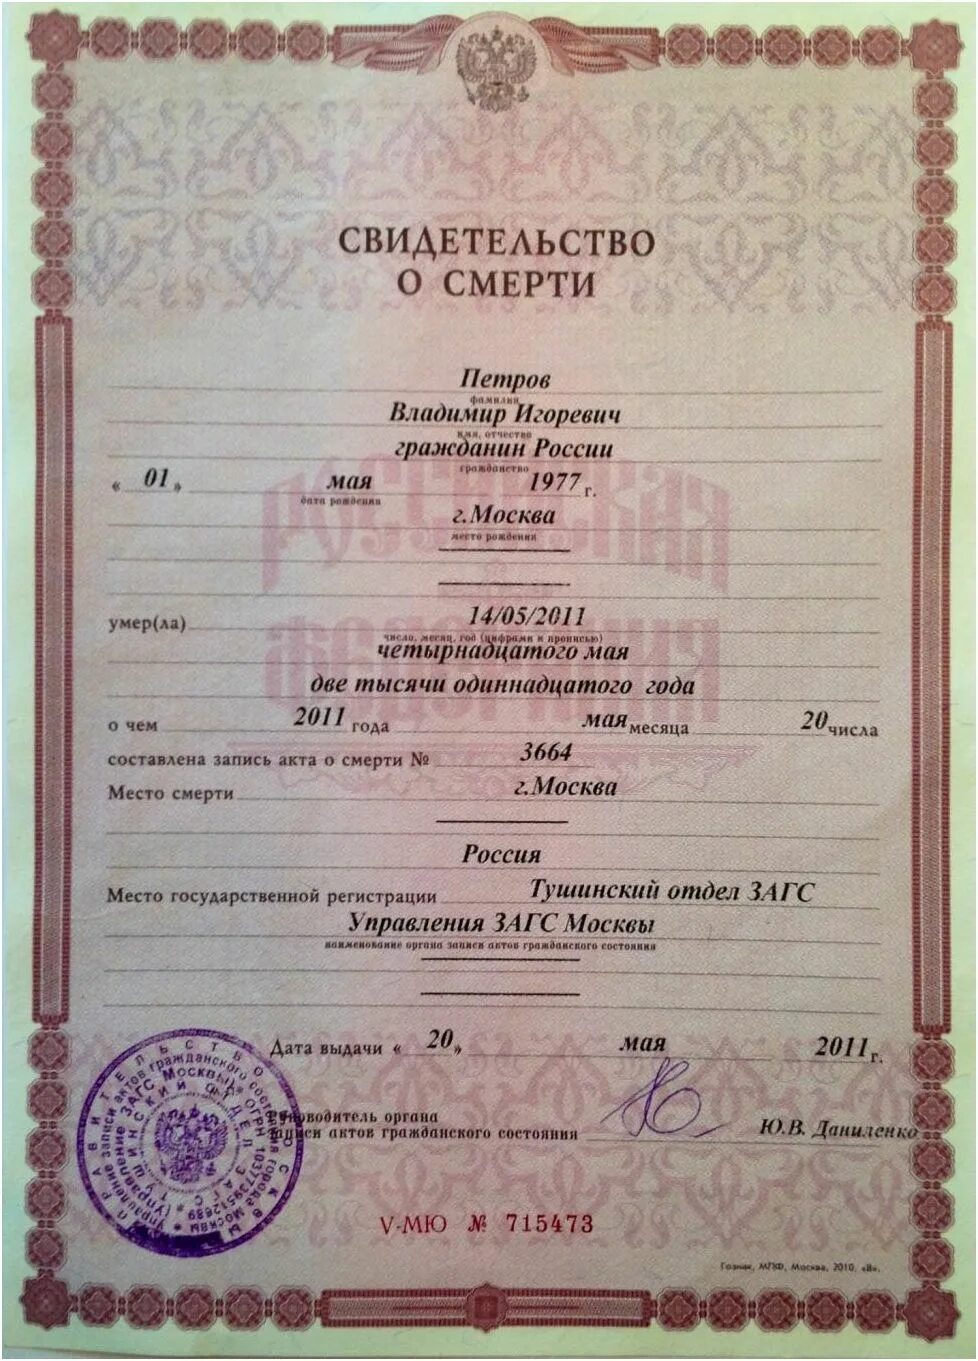 СВИДЕТЕЛЬСТВО
О СМЕРТИ
Петров
фамилия
Владимир Игоревич
имя, отчество
гражданин России
гражданство
« 01 » мая 1977 г.
дата рождения
г.Москва
место рождения
умер(ла) 14/05/2011
число, месяц, год (цифрами и прописью)
четырнадцатого мая
две тысячи одиннадцатого года
о чем 2011 года мая месяца 20 числа
составлена запись акта о смерти № 3664
Место смерти г.Москва
Россия
Место государственной регистрации Тушинский отдел ЗАГС
Управления ЗАГС Москвы
наименование органа записи актов гражданского состояния
Дата выдачи « 20 » мая 2011 г.
Руководитель органа
записи актов гражданского состояния Ю.В. Даниленко
V-МЮ № 715473
Гознак, МПФ, Москва, 2010, «В».
РОССИЙСКАЯ
ФЕДЕРАЦИЯ